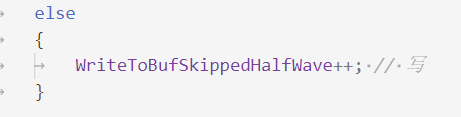 else
{
WriteToBufSkippedHalfWave++; // 写
}